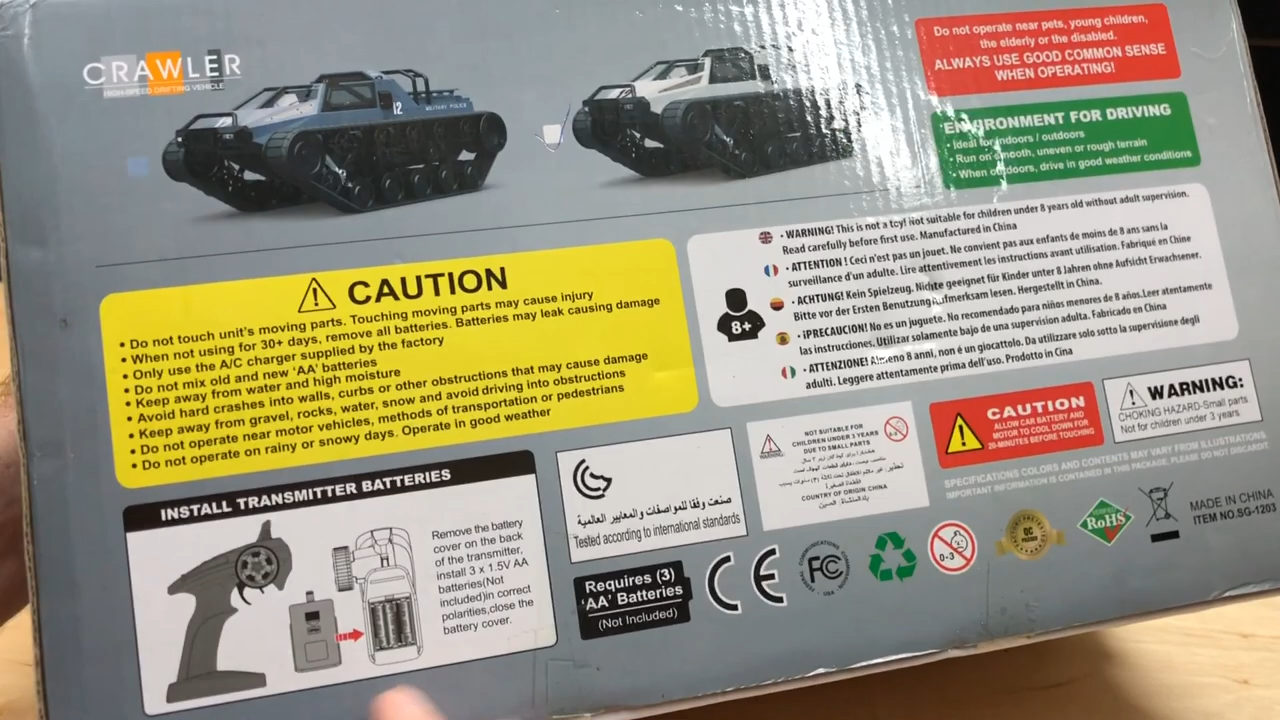 CRAWLER
HIGH-SPEED DRIFTING VEHICLE
12
MILITARY POLICE
Do not operate near pets, young children,
the elderly or the disabled.
ALWAYS USE GOOD COMMON SENSE
WHEN OPERATING!
ENVIRONMENT FOR DRIVING
• Ideal for indoors / outdoors
• Run on smooth, uneven or rough terrain
• When outdoors, drive in good weather conditions
CAUTION
• Do not touch unit's moving parts. Touching moving parts may cause injury
• When not using for 30+ days, remove all batteries. Batteries may leak causing damage
• Only use the A/C charger supplied by the factory
• Do not mix old and new 'AA' batteries
• Keep away from water and high moisture
• Avoid hard crashes into walls, curbs or other obstructions that may cause damage
• Keep away from gravel, rocks, water, snow and avoid driving into obstructions
• Do not operate near motor vehicles, methods of transportation or pedestrians
• Do not operate on rainy or snowy days. Operate in good weather
8+
• WARNING! This is not a toy! Not suitable for children under 8 years old without adult supervision.
Read carefully before first use. Manufactured in China
• ATTENTION ! Ceci n'est pas un jouet. Ne convient pas aux enfants de moins de 8 ans sans la
surveillance d'un adulte. Lire attentivement les instructions avant utilisation. Fabriqué en Chine
• ACHTUNG! Kein Spielzeug. Nichte geeignet für Kinder unter 8 Jahren ohne Aufsicht Erwachsener.
Bitte vor der Ersten Benutzung Aufmerksam lesen. Hergestellt in China.
• ¡PRECAUCION! No es un juguete. No recomendado para niños menores de 8 años.Leer atentamente
las instrucciones. Utilizar solamente bajo de una supervision adulta. Fabricado en China
• ATTENZIONE! Almeno 8 anni, non é un giocattolo. Da utilizzare solo sotto la supervisione degli
adulti. Leggere attentamente prima dell'uso. Prodotto in Cina
INSTALL TRANSMITTER BATTERIES
Remove the battery
cover on the back
of the transmitter,
install 3 x 1.5V AA
batteries(Not
included)in correct
polarities,close the
battery cover.
صنعت وفقا للمواصفات والمعايير العالمية
Tested according to international standards
WARNING:
NOT SUITABLE FOR
CHILDREN UNDER 3 YEARS
DUE TO SMALL PARTS
COUNTRY OF ORIGIN CHINA
بلد المنشأ: الصين
CAUTION
ALLOW CAR BATTERY AND
MOTOR TO COOL DOWN FOR
20-MINUTES BEFORE TOUCHING
WARNING:
CHOKING HAZARD-Small parts
Not for children under 3 years.
SPECIFICATIONS COLORS AND CONTENTS MAY VARY FROM ILLUSTRATIONS.
IMPORTANT INFORMATION IS CONTAINED IN THIS PACKAGE, PLEASE DO NOT DISCARD!
Requires (3)
'AA' Batteries
(Not Included)
CE
FC
FEDERAL COMMUNICATIONS COMMISSION · USA ·
0-3
QC
PASSED
RoHS
MADE IN CHINA
ITEM NO.SG-1203